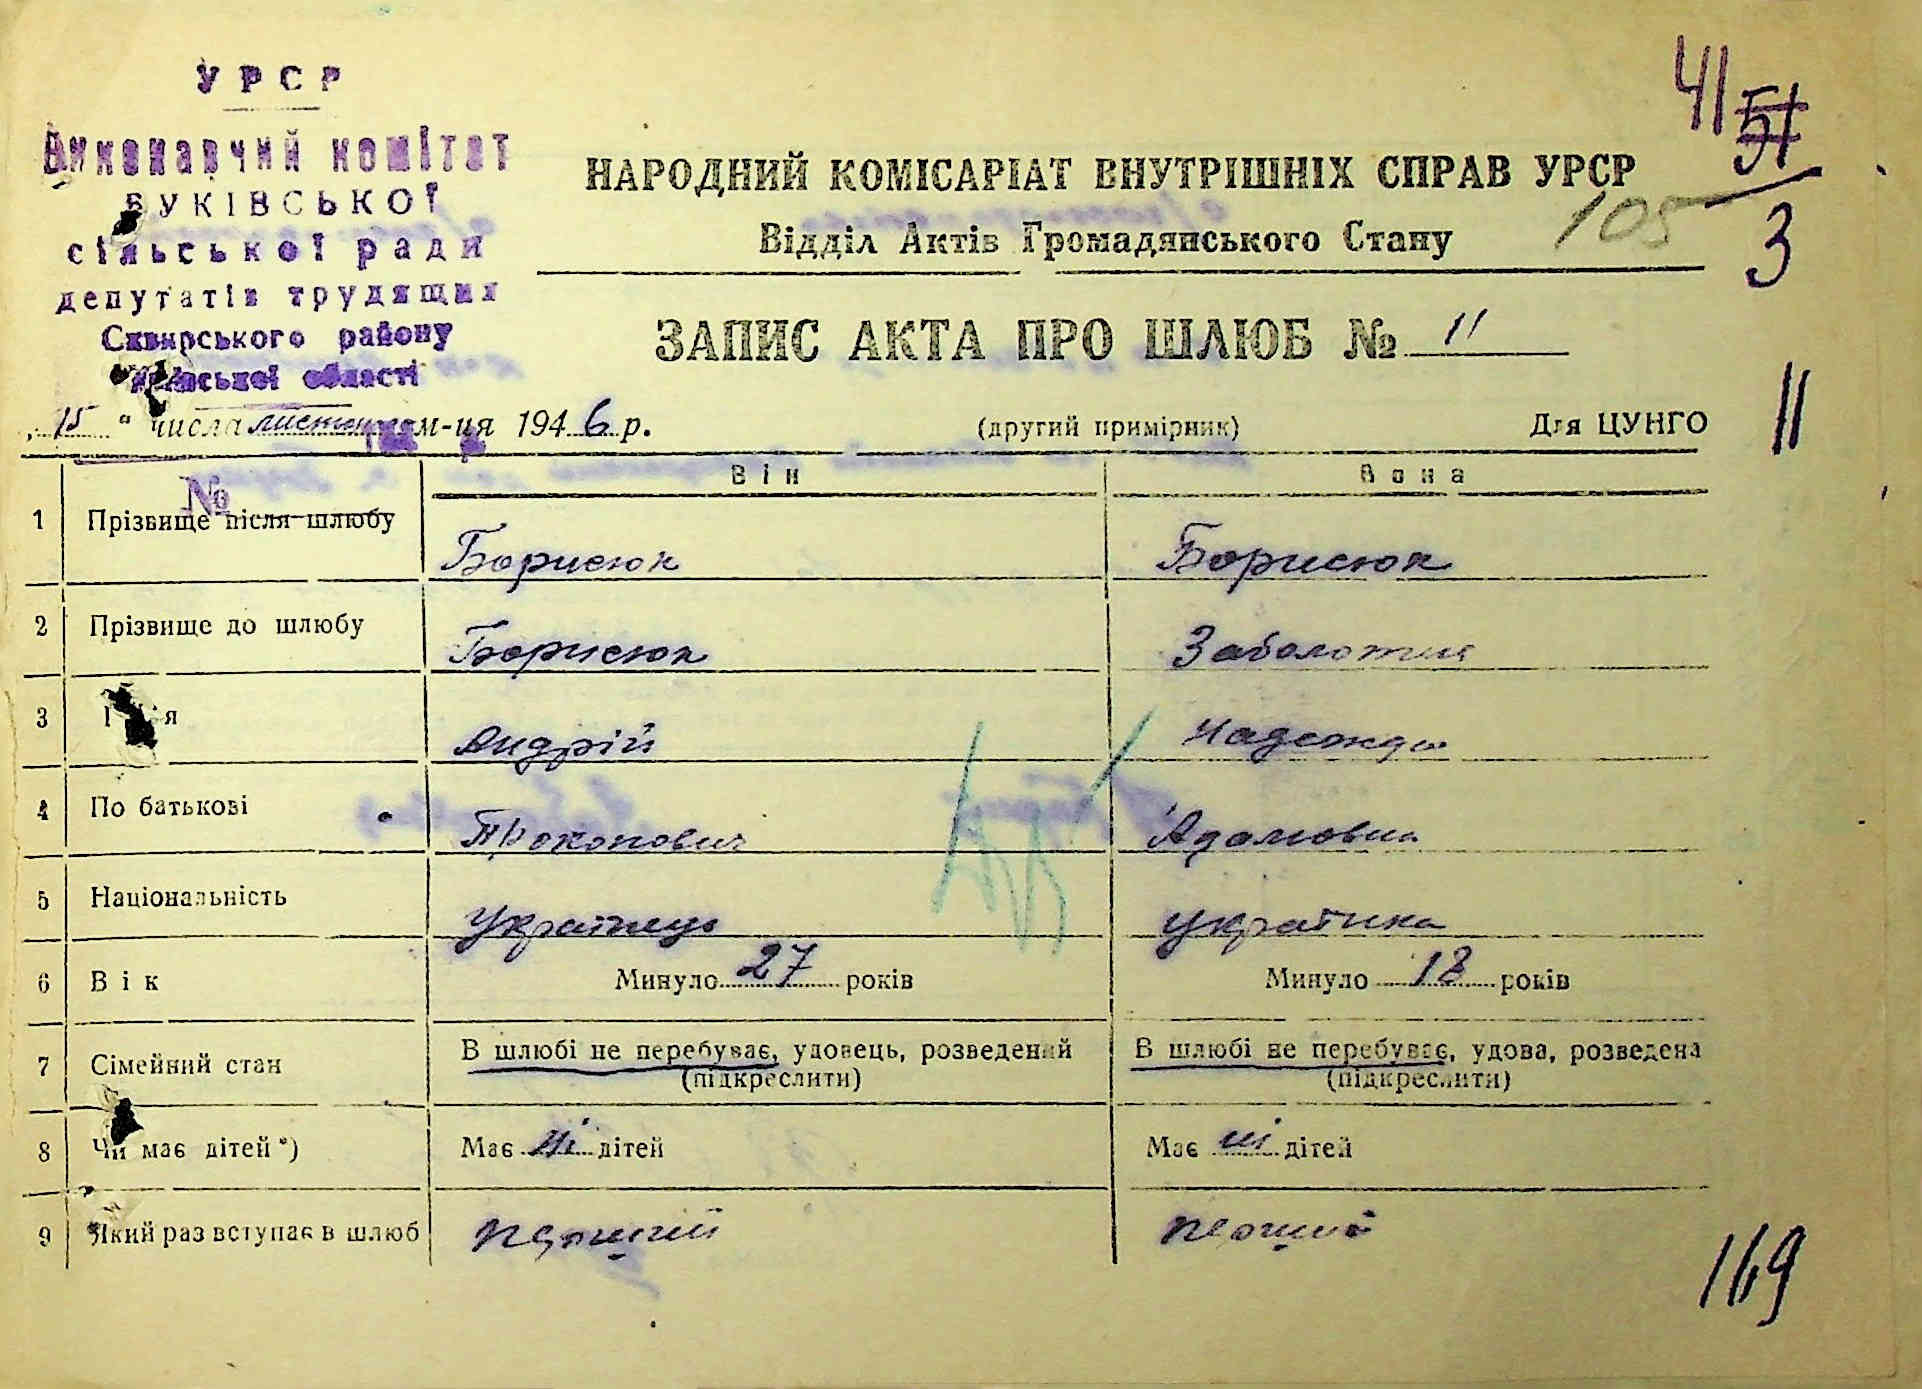 УРСР
Виконавчий комітет
БУКІВСЬКОЇ
сільської ради
депутатів трудящих
Сквирського району
Київської області
41
51
3
105
НАРОДНИЙ КОМІСАРІАТ ВНУТРІШНІХ СПРАВ УРСР
Відділ Актів Громадянського Стану
ЗАПИС АКТА ПРО ШЛЮБ № 11
11
„15“ числа листопада м-ця 1946 р. (другий примірник) Для ЦУНГО
№
Він Вона
1 Прізвище після шлюбу Борисюк Борисюк
2 Прізвище до шлюбу Борисюк Заболотня
3 І я Андрій Надежда
4 По батькові Прокопович Адамовна
5 Національність Українець Українка
6 Вік Минуло 27 років Минуло 18 років
7 Сімейний стан В шлюбі не перебуває, удовець, розведений (підкреслити) В шлюбі не перебуває, удова, розведена (підкреслити)
8 Чи має дітей*) Має ні дітей Має ні дітей
9 Який раз вступає в шлюб перший перший
169